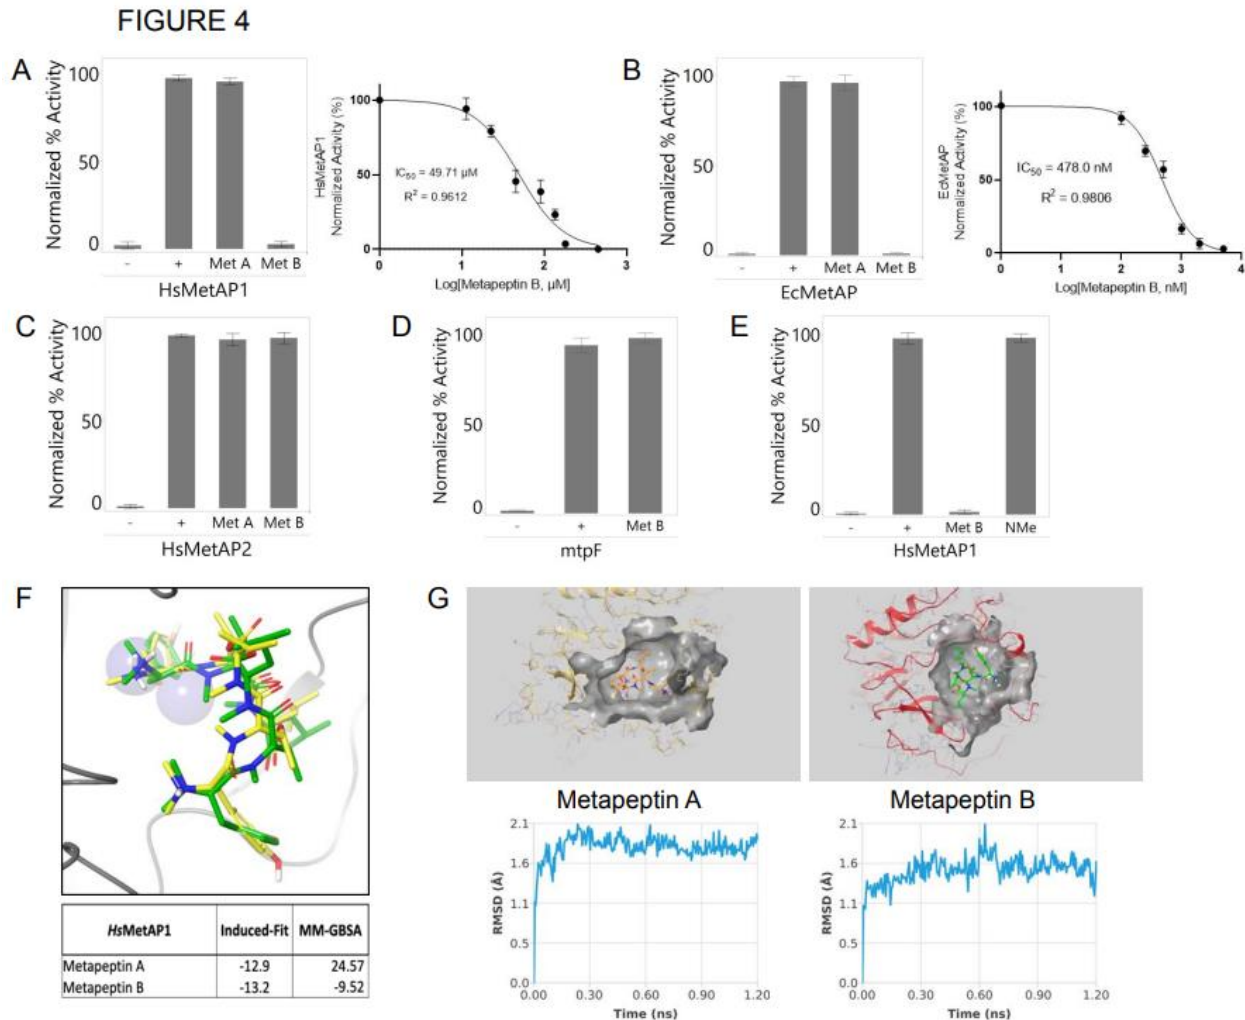 FIGURE 4
A
Normalized % Activity
100
50
0
- + Met A Met B
HsMetAP1
HsMetAP1
Normalized Activity (%)
100
50
0
IC50 = 49.71 µM
R2 = 0.9612
0 1 2 3
Log[Metapeptin B, µM]
B
Normalized % Activity
100
50
0
- + Met A Met B
EcMetAP
EcMetAP
Normalized Activity (%)
100
50
0
IC50 = 478.0 nM
R2 = 0.9806
0 1 2 3 4
Log[Metapeptin B, nM]
C
Normalized % Activity
100
50
0
- + Met A Met B
HsMetAP2
D
Normalized % Activity
100
50
0
- + Met B
mtpF
E
Normalized % Activity
100
50
0
- + Met B NMe
HsMetAP1
F
HsMetAP1 Induced-Fit MM-GBSA
Metapeptin A -12.9 24.57
Metapeptin B -13.2 -9.52
G
Metapeptin A
RMSD (Å)
2.1
1.6
1.1
0.5
0.0
0.00 0.30 0.60 0.90 1.20
Time (ns)
Metapeptin B
RMSD (Å)
2.1
1.6
1.1
0.5
0.0
0.00 0.30 0.60 0.90 1.20
Time (ns)